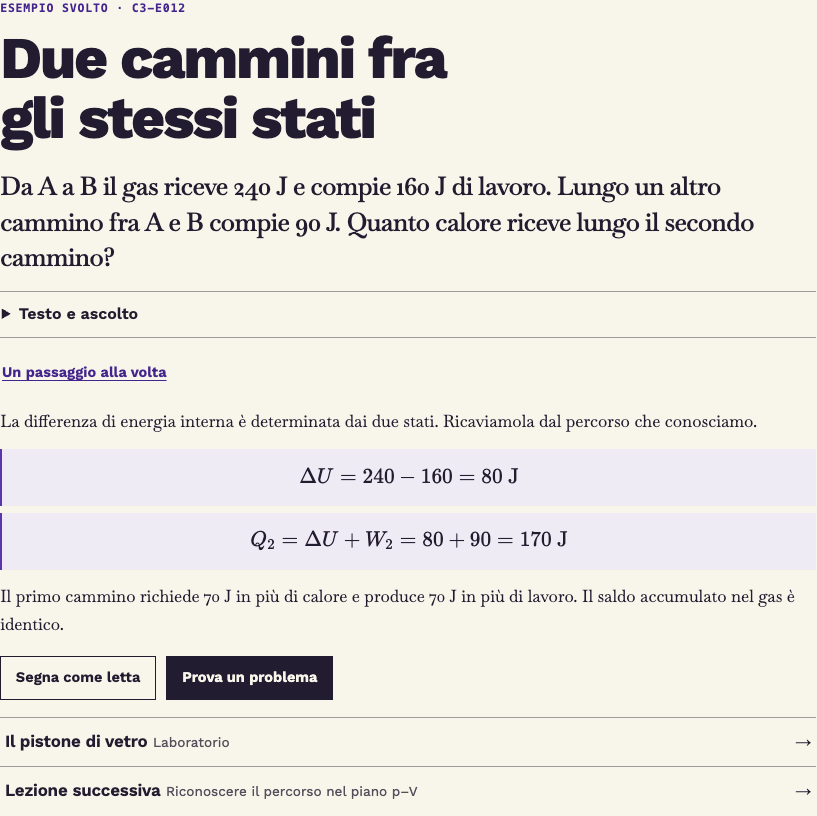 ESEMPIO SVOLTO · C3–E012
Due cammini fra
gli stessi stati
Da A a B il gas riceve 240 J e compie 160 J di lavoro. Lungo un altro
cammino fra A e B compie 90 J. Quanto calore riceve lungo il secondo
cammino?
▶ Testo e ascolto
Un passaggio alla volta
La differenza di energia interna è determinata dai due stati. Ricaviamola dal percorso che conosciamo.
ΔU = 240 − 160 = 80 J
Q₂ = ΔU + W₂ = 80 + 90 = 170 J
Il primo cammino richiede 70 J in più di calore e produce 70 J in più di lavoro. Il saldo accumulato nel gas è
identico.
Segna come letta Prova un problema
Il pistone di vetro Laboratorio →
Lezione successiva Riconoscere il percorso nel piano p–V →